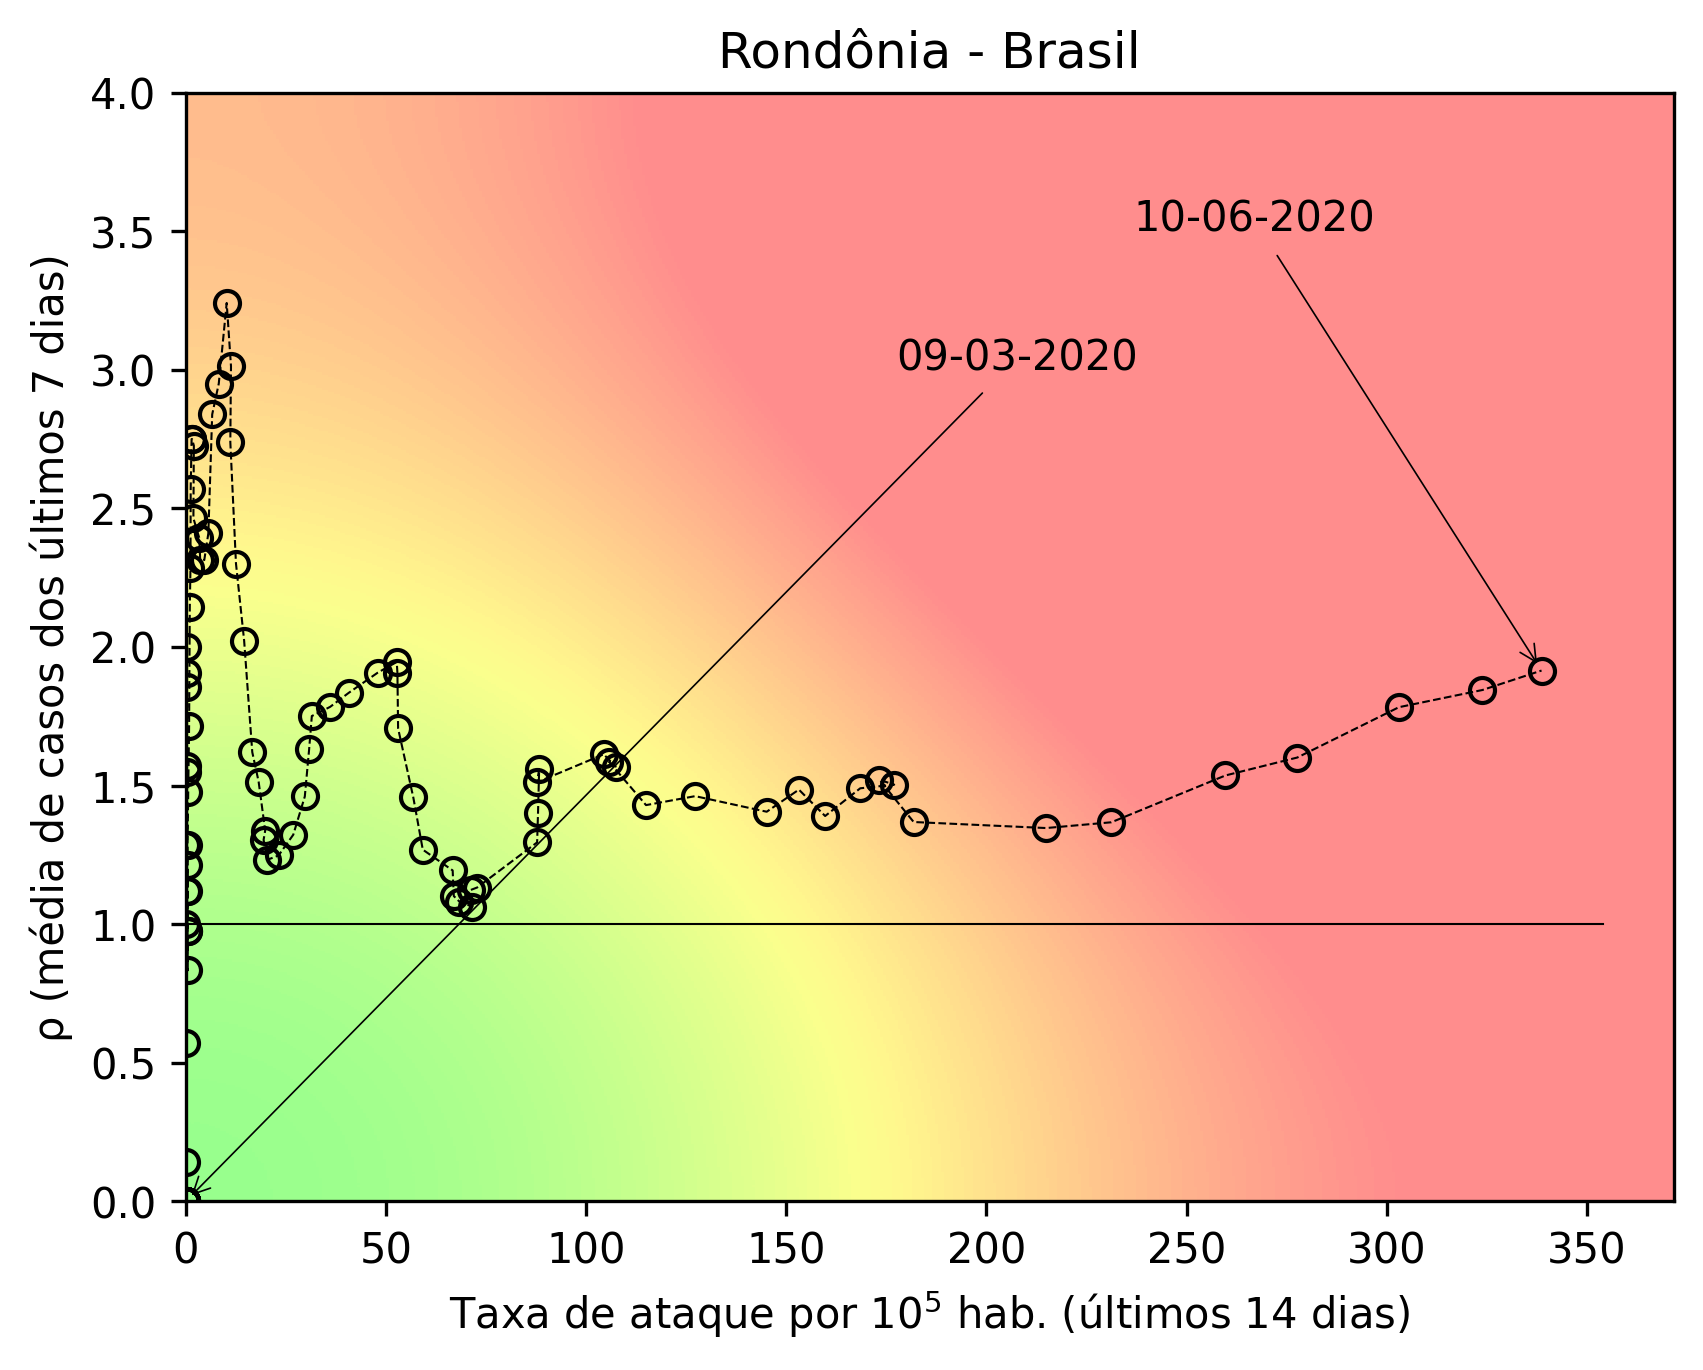 Rondônia - Brasil
4.0
3.5
3.0
2.5
2.0
1.5
1.0
0.5
0.0
ρ (média de casos dos últimos 7 dias)
10-06-2020
09-03-2020
0 50 100 150 200 250 300 350
Taxa de ataque por 10⁵ hab. (últimos 14 dias)